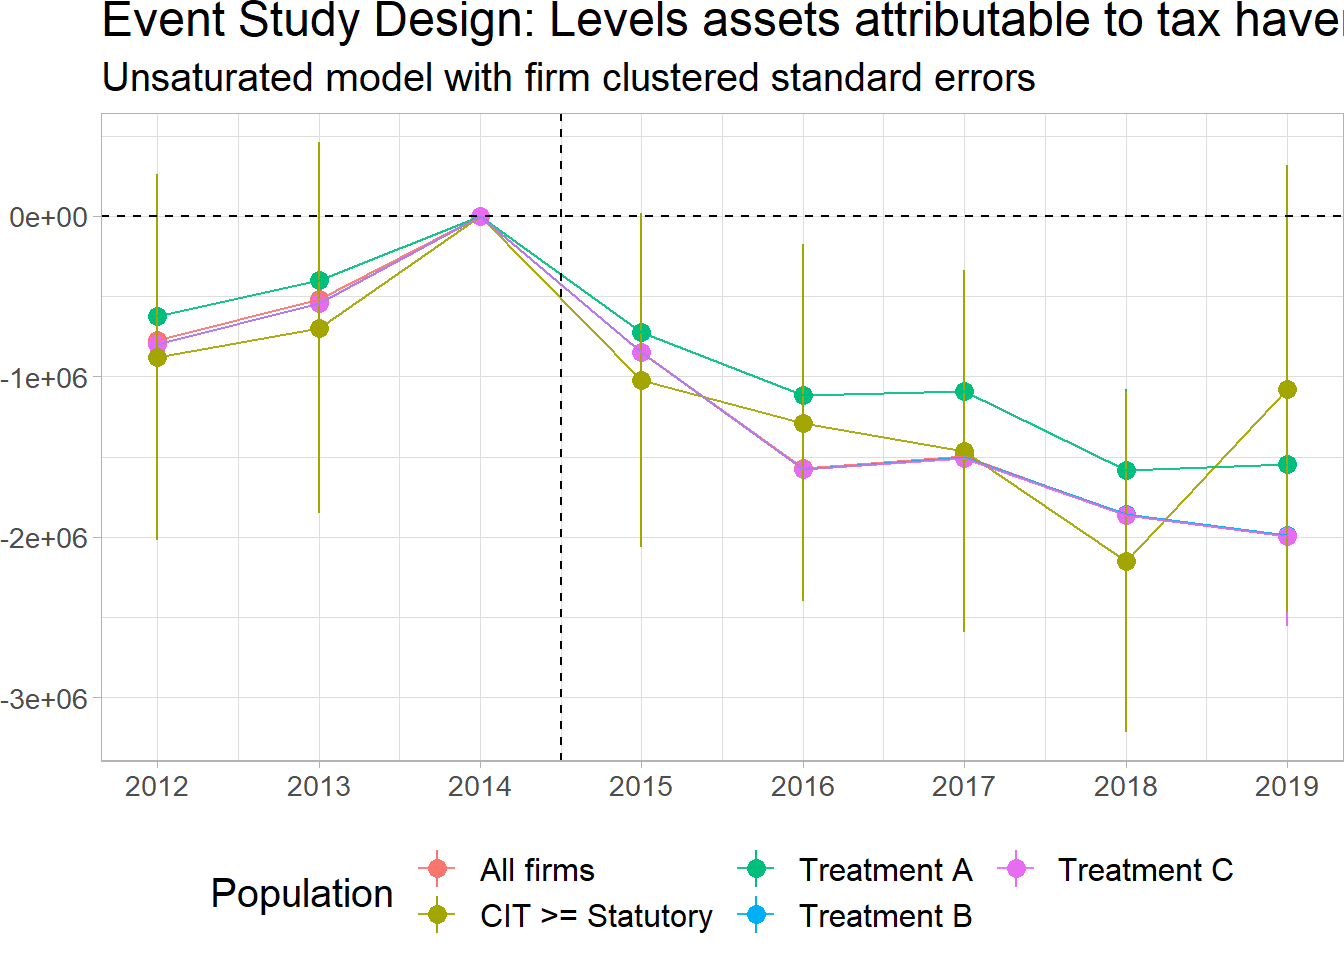 Event Study Design: Levels assets attributable to tax haven
Unsaturated model with firm clustered standard errors
0e+00
-1e+06
-2e+06
-3e+06
2012 2013 2014 2015 2016 2017 2018 2019
Population
All firms Treatment A Treatment C
CIT >= Statutory Treatment B